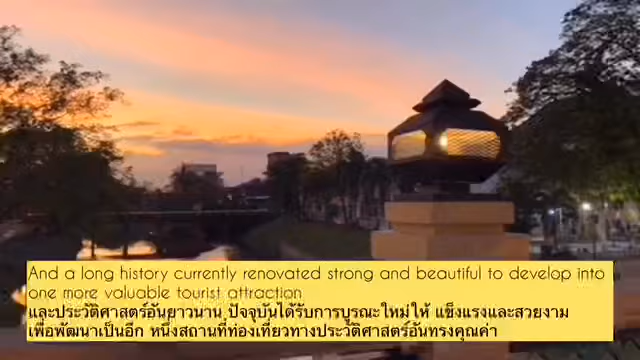 And a long history currently renovated strong and beautiful to develop into
one more valuable tourist attraction
และประวัติศาสตร์อันยาวนาน ปัจจุบันได้รับการบูรณะใหม่ให้ แข็งแรงและสวยงาม
เพื่อพัฒนาเป็นอีก หนึ่งสถานที่ท่องเที่ยวทางประวัติศาสตร์อันทรงคุณค่า